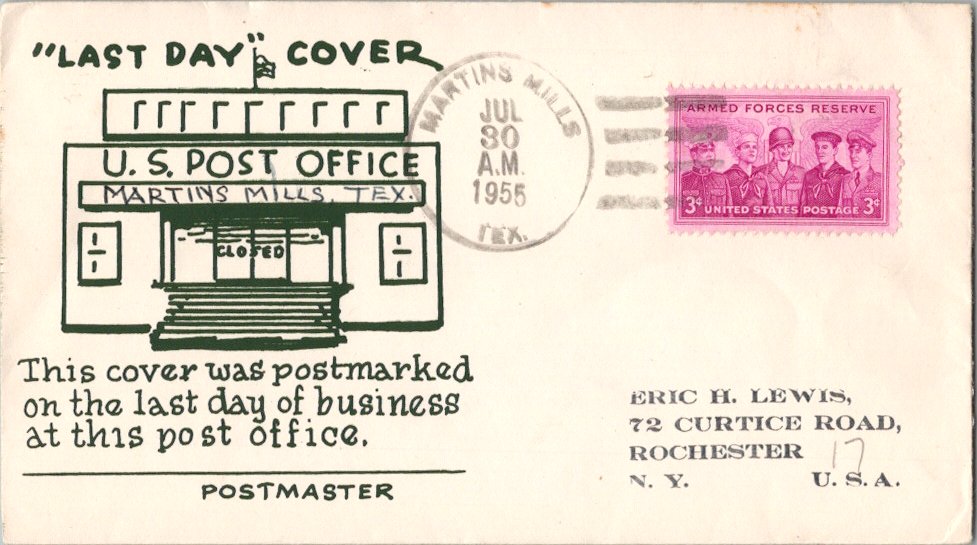 "LAST DAY" COVER
U.S. POST OFFICE
MARTINS MILLS, TEX.
CLOSED
This cover was postmarked
on the last day of business
at this post office.
POSTMASTER
MARTINS MILLS
JUL
30
A.M.
1955
TEX.
ARMED FORCES RESERVE
3¢ UNITED STATES POSTAGE 3¢
ERIC H. LEWIS,
72 CURTICE ROAD,
ROCHESTER 17
N. Y. U. S. A.